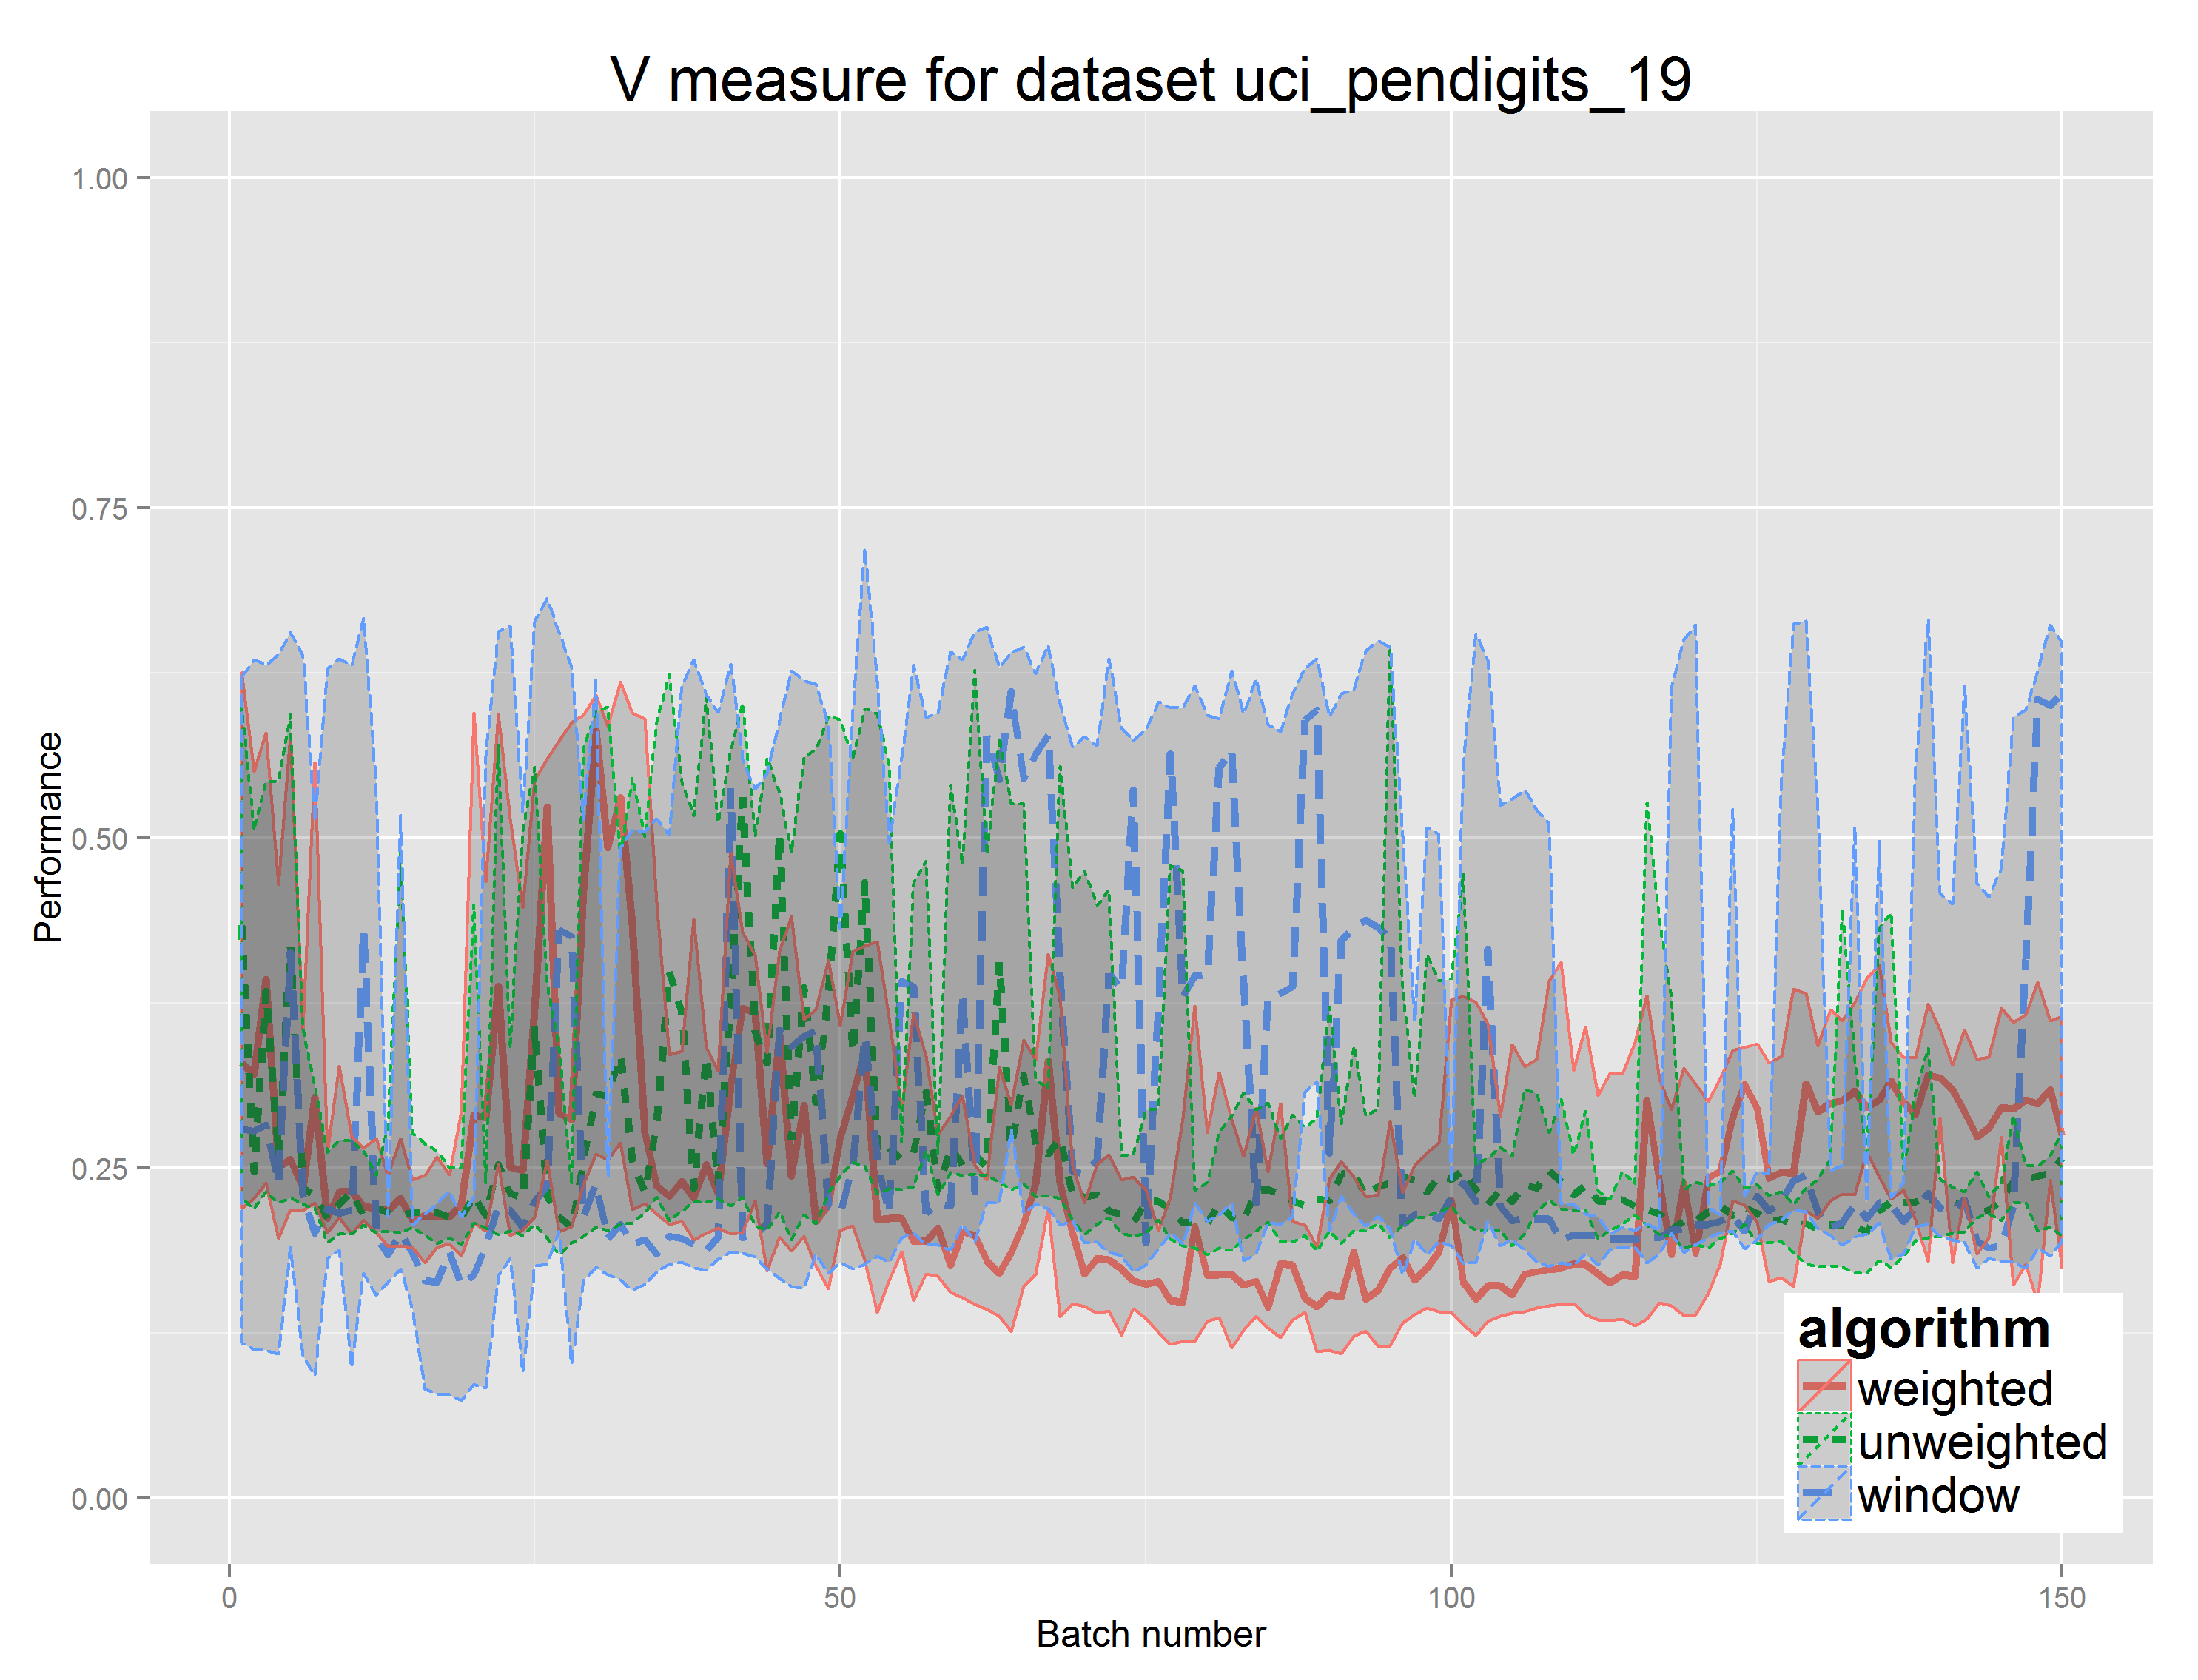 V measure for dataset uci_pendigits_19
1.00
0.75
0.50
0.25
0.00
Performance
0
50
100
150
Batch number
algorithm
weighted
unweighted
window